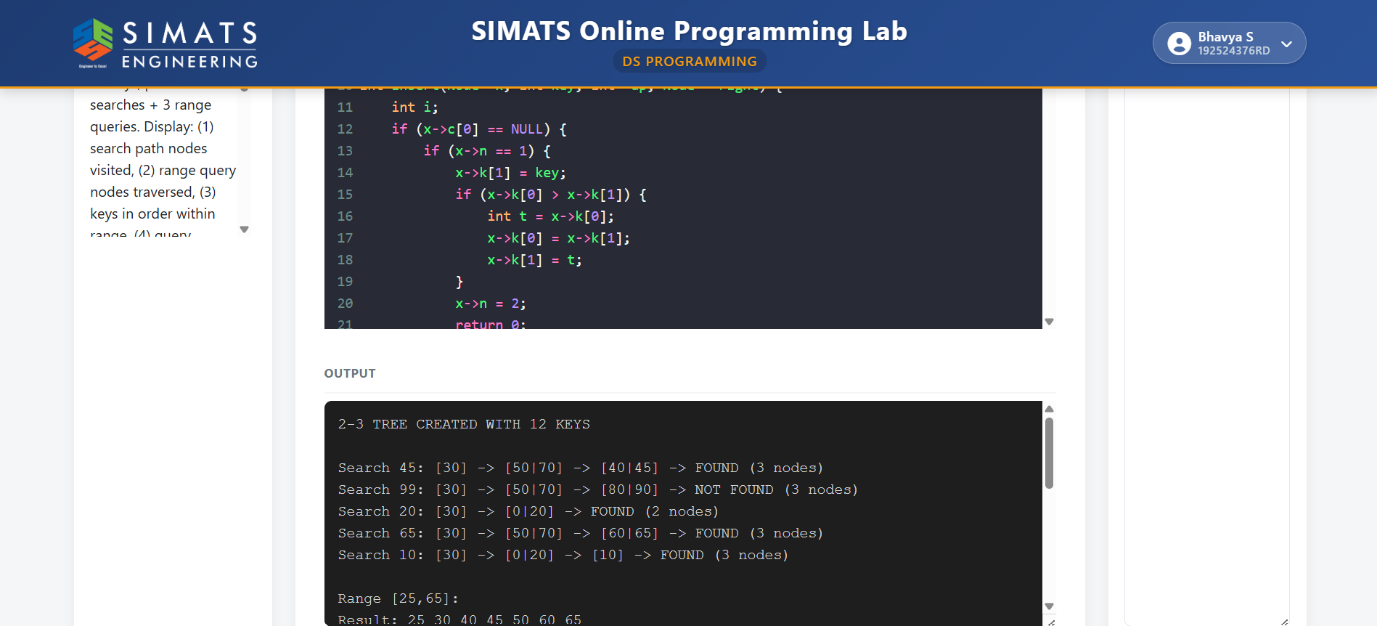 SIMATS
ENGINEERING
Engineer to Excel
SIMATS Online Programming Lab
DS PROGRAMMING
Bhavya S
192524376RD
searches + 3 range
queries. Display: (1)
search path nodes
visited, (2) range query
nodes traversed, (3)
keys in order within
range, (4) query
11 int i;
12 if (x->c[0] == NULL) {
13 if (x->n == 1) {
14 x->k[1] = key;
15 if (x->k[0] > x->k[1]) {
16 int t = x->k[0];
17 x->k[0] = x->k[1];
18 x->k[1] = t;
19 }
20 x->n = 2;
21 return 0;
OUTPUT
2-3 TREE CREATED WITH 12 KEYS
Search 45: [30] -> [50|70] -> [40|45] -> FOUND (3 nodes)
Search 99: [30] -> [50|70] -> [80|90] -> NOT FOUND (3 nodes)
Search 20: [30] -> [0|20] -> FOUND (2 nodes)
Search 65: [30] -> [50|70] -> [60|65] -> FOUND (3 nodes)
Search 10: [30] -> [0|20] -> [10] -> FOUND (3 nodes)
Range [25,65]:
Result: 25 30 40 45 50 60 65